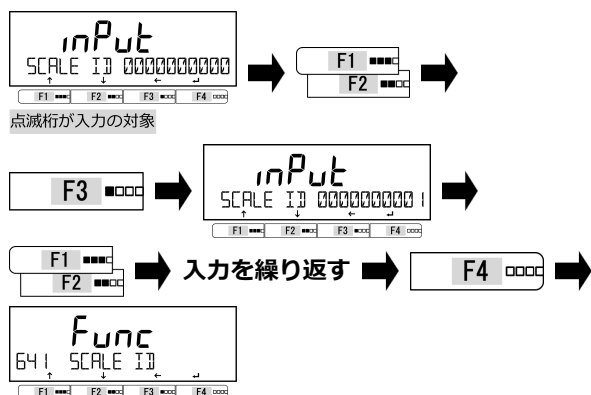 inPut
SCALE ID 0000000000
↑ ↓ ← ↵
F1 F2 F3 F4
F1
F2
点滅桁が入力の対象
F3
inPut
SCALE ID 0000000001
↑ ↓ ← ↵
F1 F2 F3 F4
F1
F2
入力を繰り返す
F4
Func
641 SCALE ID
↑ ↓ ← ↵
F1 F2 F3 F4